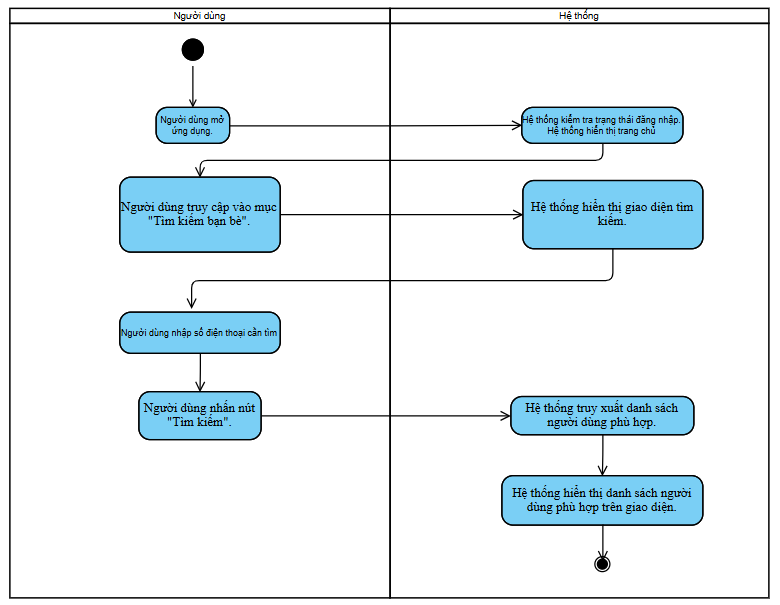 Người dùng
Hệ thống
Người dùng mở
ứng dụng.
Hệ thống kiểm tra trạng thái đăng nhập.
Hệ thống hiển thị trang chủ
Người dùng truy cập vào mục
"Tìm kiếm bạn bè".
Hệ thống hiển thị giao diện tìm
kiếm.
Người dùng nhập số điện thoại cần tìm
Người dùng nhấn nút
"Tìm kiếm".
Hệ thống truy xuất danh sách
người dùng phù hợp.
Hệ thống hiển thị danh sách người
dùng phù hợp trên giao diện.